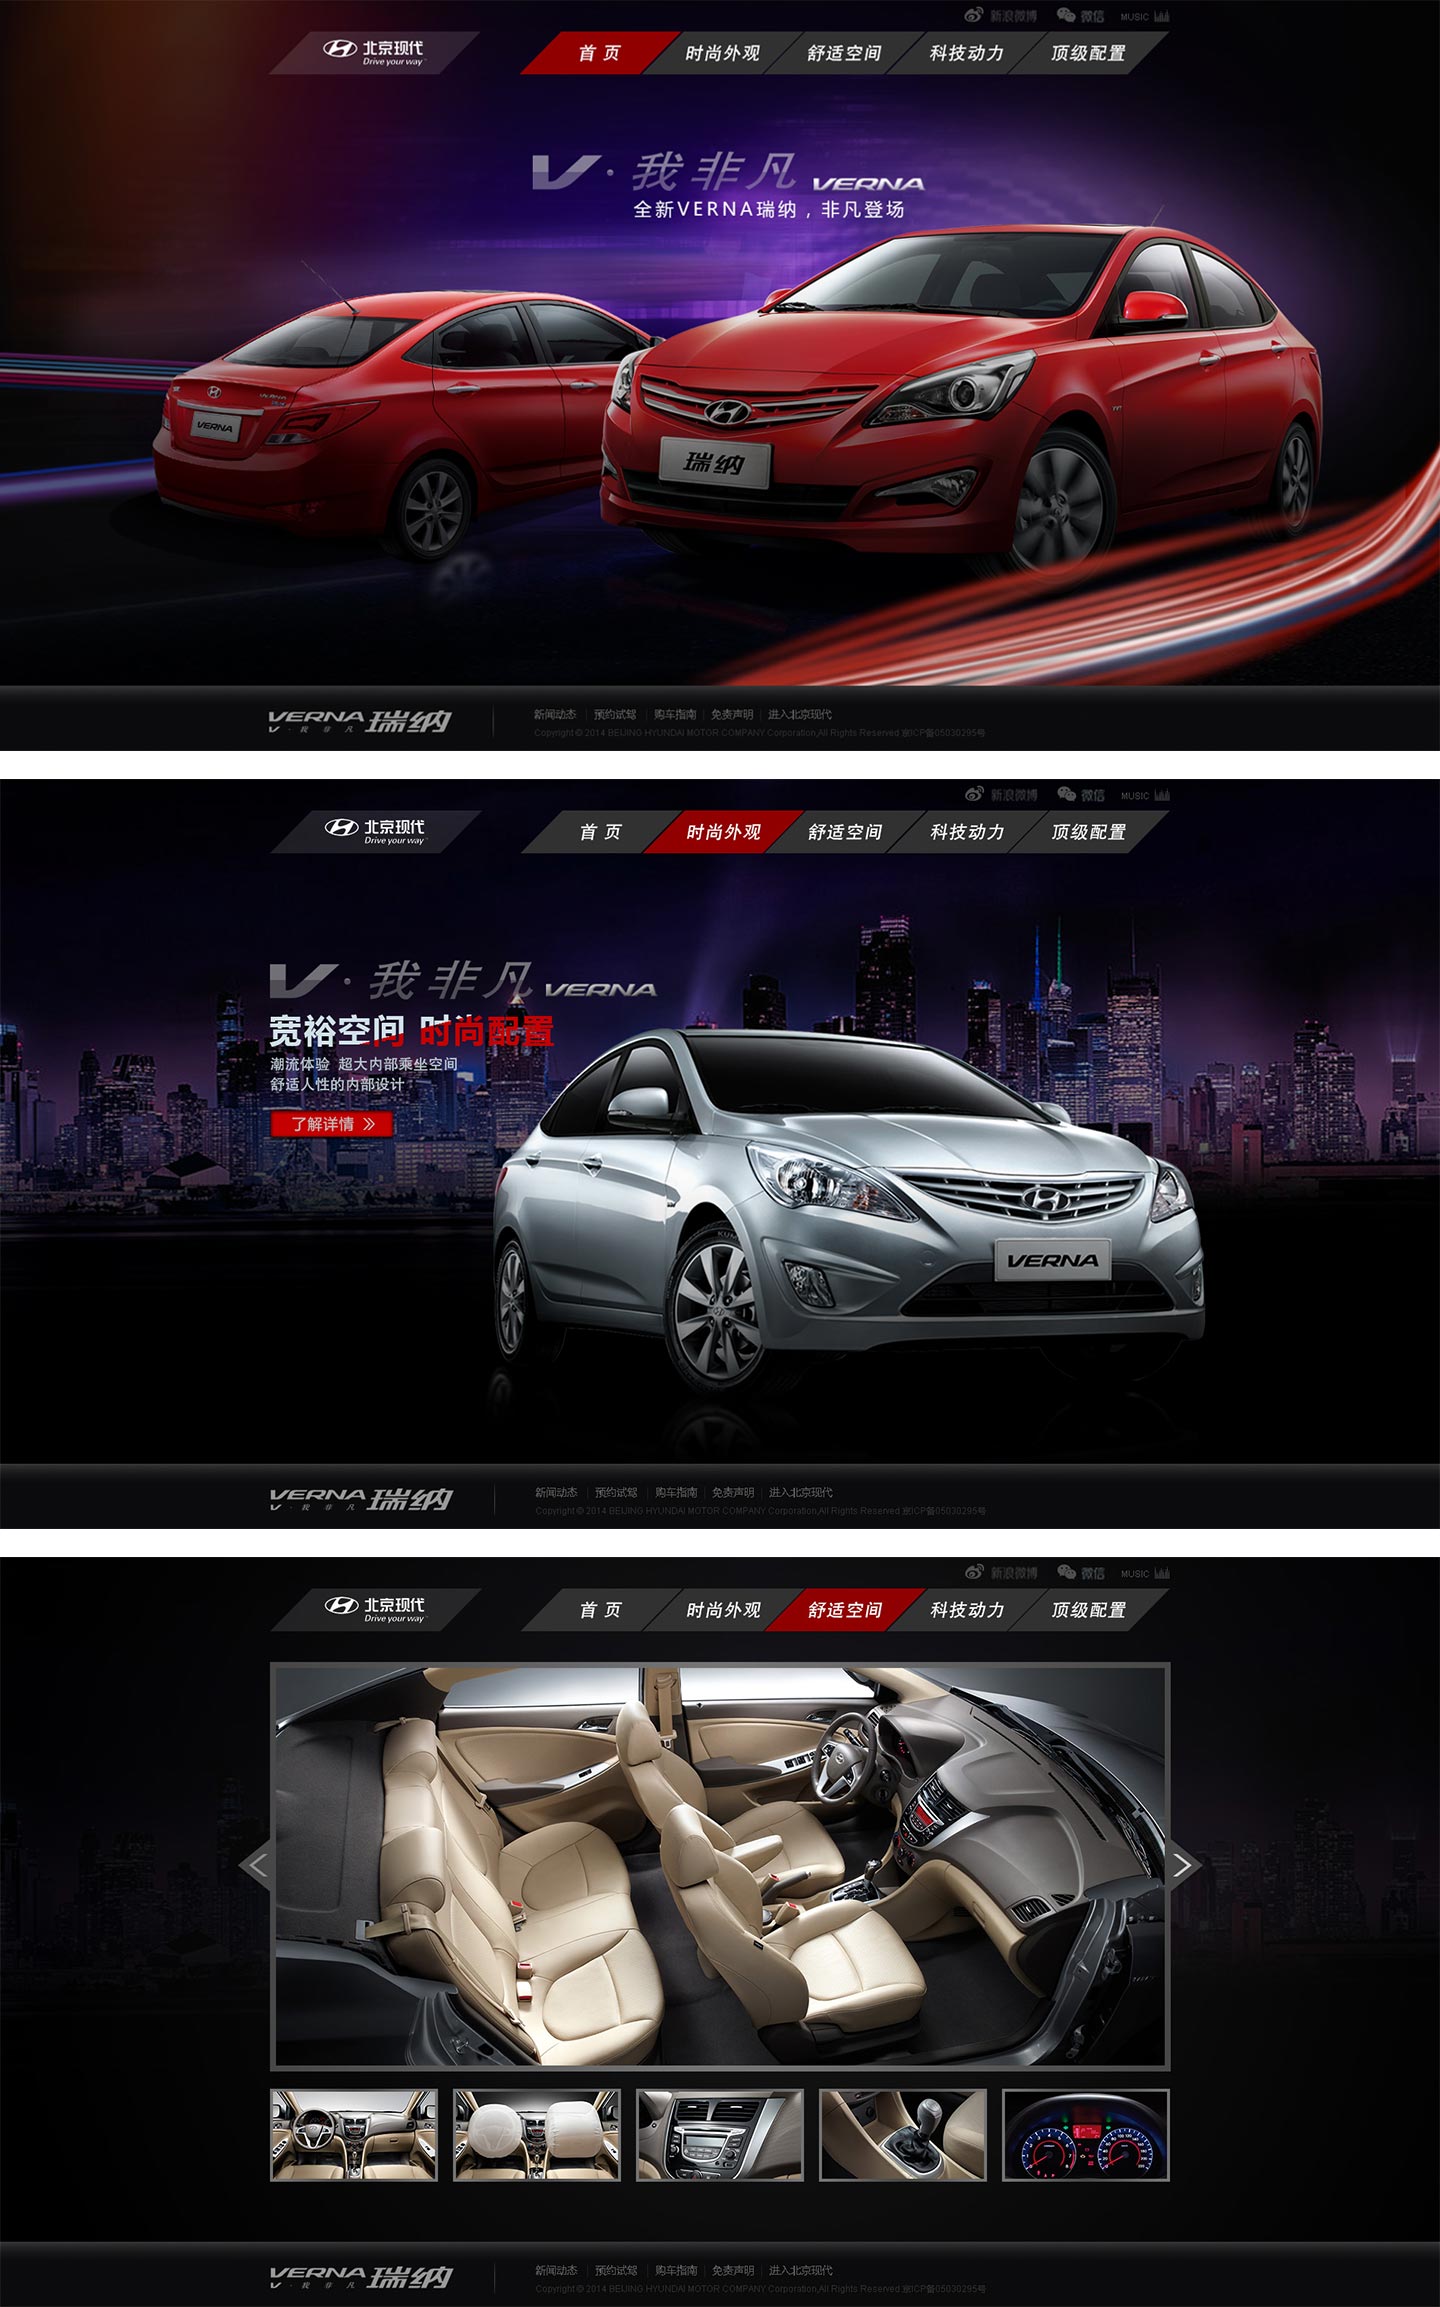 新浪微博 微信 MUSIC
北京现代
Drive your way
首 页 时尚外观 舒适空间 科技动力 顶级配置
V·我非凡 VERNA
全新VERNA瑞纳，非凡登场
VERNA
瑞纳
VERNA 瑞纳
V·我非凡
新闻动态 | 预约试驾 | 购车指南 | 免责声明 | 进入北京现代
Copyright © 2014 BEIJING HYUNDAI MOTOR COMPANY Corporation,All Rights Reserved 京ICP备05030295号
新浪微博 微信 MUSIC
北京现代
Drive your way
首 页 时尚外观 舒适空间 科技动力 顶级配置
V·我非凡 VERNA
宽裕空间 时尚配置
潮流体验 超大内部乘坐空间
舒适人性的内部设计
了解详情
VERNA
VERNA 瑞纳
V·我非凡
新闻动态 | 预约试驾 | 购车指南 | 免责声明 | 进入北京现代
Copyright © 2014 BEIJING HYUNDAI MOTOR COMPANY Corporation,All Rights Reserved 京ICP备05030295号
新浪微博 微信 MUSIC
北京现代
Drive your way
首 页 时尚外观 舒适空间 科技动力 顶级配置
VERNA 瑞纳
V·我非凡
新闻动态 | 预约试驾 | 购车指南 | 免责声明 | 进入北京现代
Copyright © 2014 BEIJING HYUNDAI MOTOR COMPANY Corporation,All Rights Reserved 京ICP备05030295号